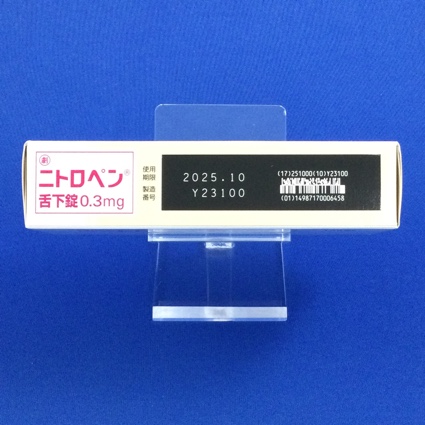 劇
ニトロペン®
舌下錠0.3mg
使用
期限
2025.10
製造
番号
Y23100
(17)251000(10)Y23100
(01)14987170006458